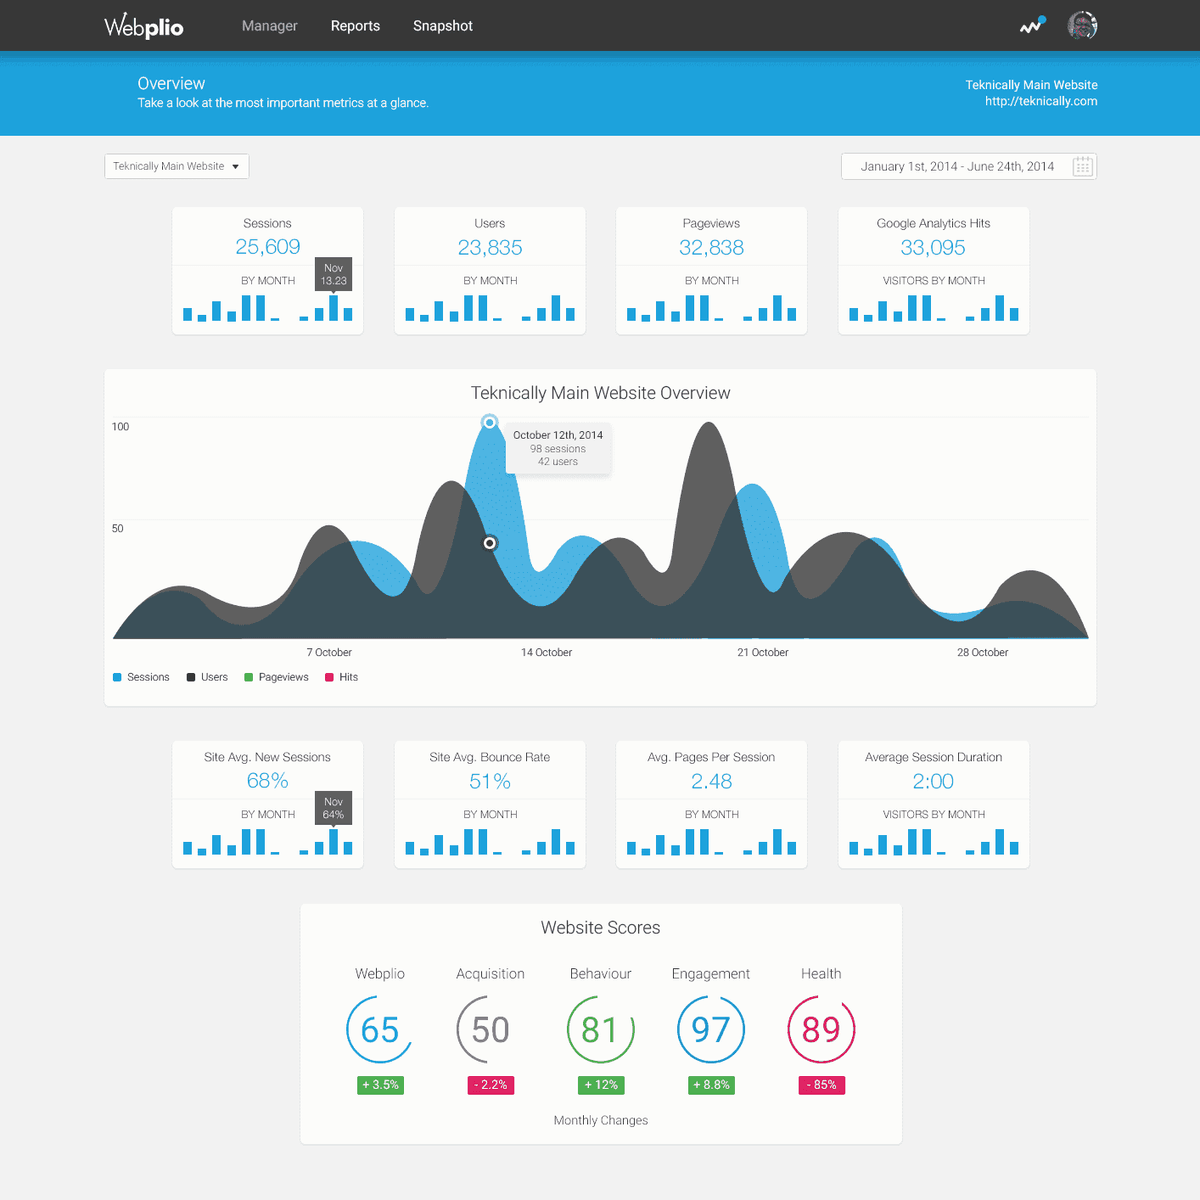 Webplio
Manager
Reports
Snapshot
Overview
Take a look at the most important metrics at a glance.
Teknically Main Website
http://teknically.com
Teknically Main Website
January 1st, 2014 - June 24th, 2014
Sessions
25,609
BY MONTH
Nov
13.23
Users
23,835
BY MONTH
Pageviews
32,838
BY MONTH
Google Analytics Hits
33,095
VISITORS BY MONTH
Teknically Main Website Overview
100
October 12th, 2014
98 sessions
42 users
50
7 October
14 October
21 October
28 October
Sessions
Users
Pageviews
Hits
Site Avg. New Sessions
68%
BY MONTH
Nov
64%
Site Avg. Bounce Rate
51%
BY MONTH
Avg. Pages Per Session
2.48
BY MONTH
Average Session Duration
2:00
VISITORS BY MONTH
Website Scores
Webplio
65
+ 3.5%
Acquisition
50
- 2.2%
Behaviour
81
+ 12%
Engagement
97
+ 8.8%
Health
89
- 85%
Monthly Changes